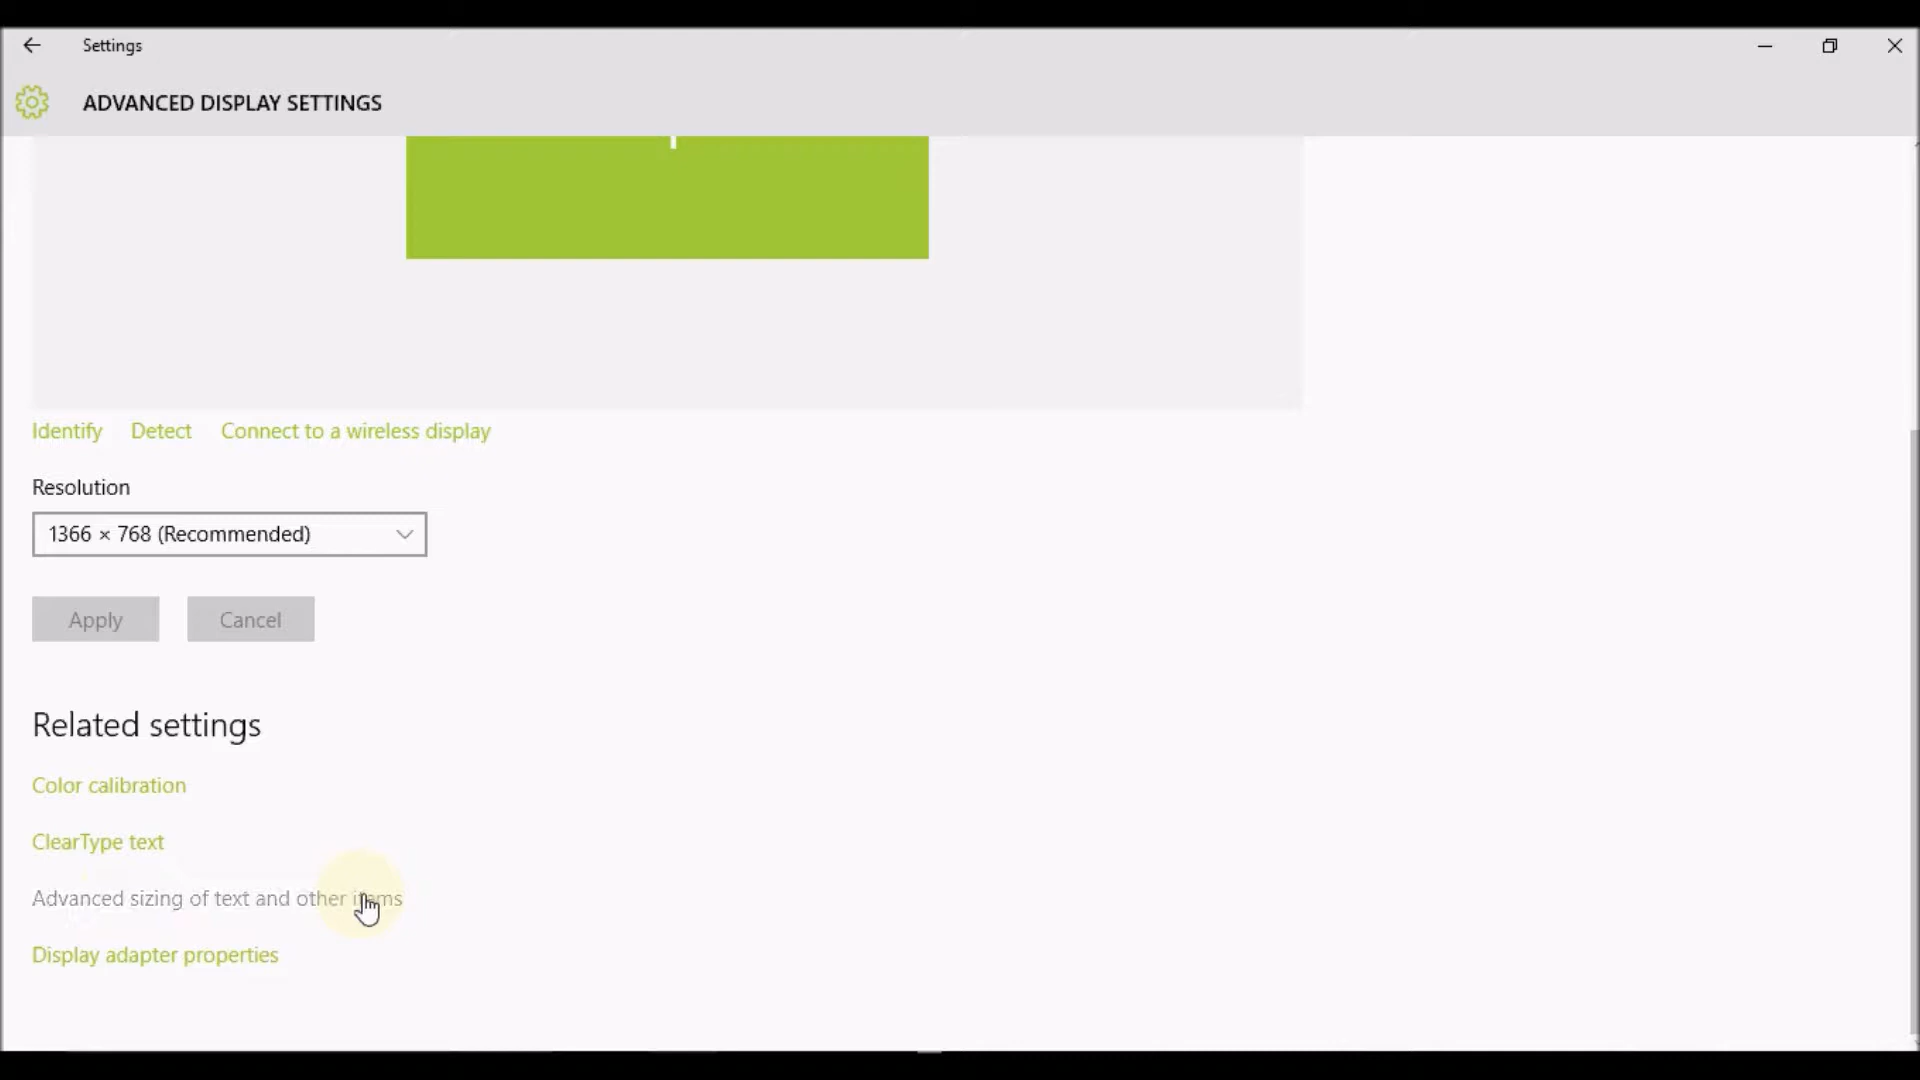 Settings
ADVANCED DISPLAY SETTINGS
Identify Detect Connect to a wireless display
Resolution
1366 × 768 (Recommended)
Apply Cancel
Related settings
Color calibration
ClearType text
Advanced sizing of text and other items
Display adapter properties